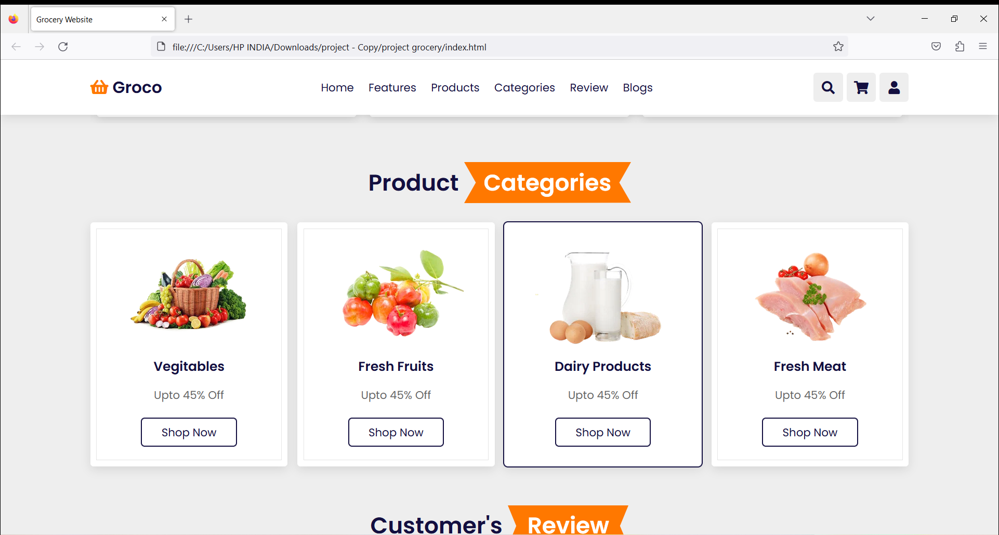 Grocery Website
file:///C:/Users/HP INDIA/Downloads/project - Copy/project grocery/index.html
Groco
Home Features Products Categories Review Blogs
Product Categories
Vegitables Fresh Fruits Dairy Products Fresh Meat
Upto 45% Off Upto 45% Off Upto 45% Off Upto 45% Off
Shop Now Shop Now Shop Now Shop Now
Customer's Review